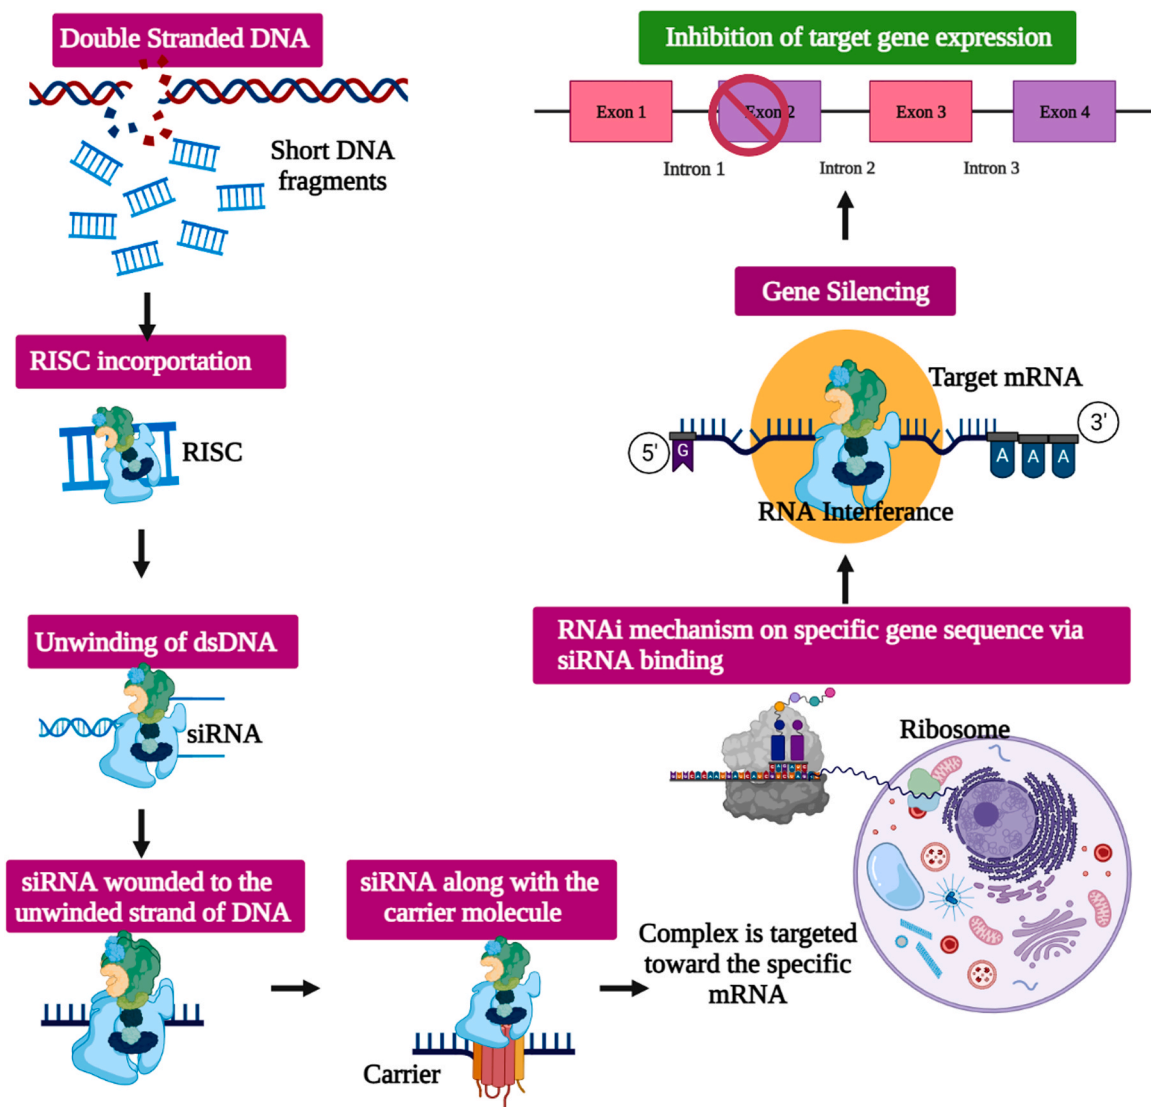 Double Stranded DNA
Short DNA
fragments
RISC incorportation
RISC
Unwinding of dsDNA
siRNA
siRNA wounded to the
unwinded strand of DNA
siRNA along with the
carrier molecule
Carrier
Complex is targeted
toward the specific
mRNA
Ribosome
RNAi mechanism on specific gene sequence via
siRNA binding
Gene Silencing
Target mRNA
5'
G
A A A
3'
RNA Interferance
Inhibition of target gene expression
Exon 1
Exon 2
Exon 3
Exon 4
Intron 1
Intron 2
Intron 3